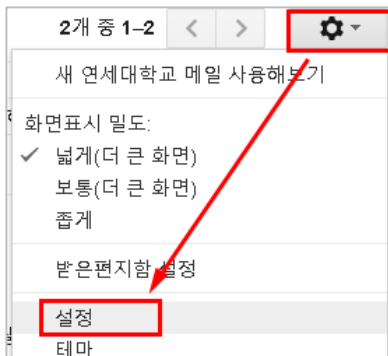 2개 중 1–2
새 연세대학교 메일 사용해보기
화면표시 밀도:
넓게(더 큰 화면)
보통(더 큰 화면)
좁게
받은편지함 설정
설정
테마